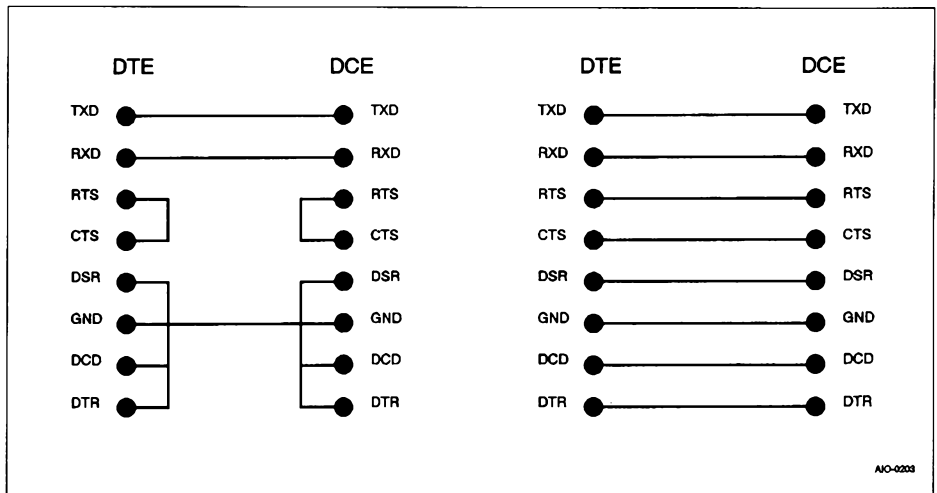 DTE DCE DTE DCE
TXD TXD TXD TXD
RXD RXD RXD RXD
RTS RTS RTS RTS
CTS CTS CTS CTS
DSR DSR DSR DSR
GND GND GND GND
DCD DCD DCD DCD
DTR DTR DTR DTR
AIO-0203